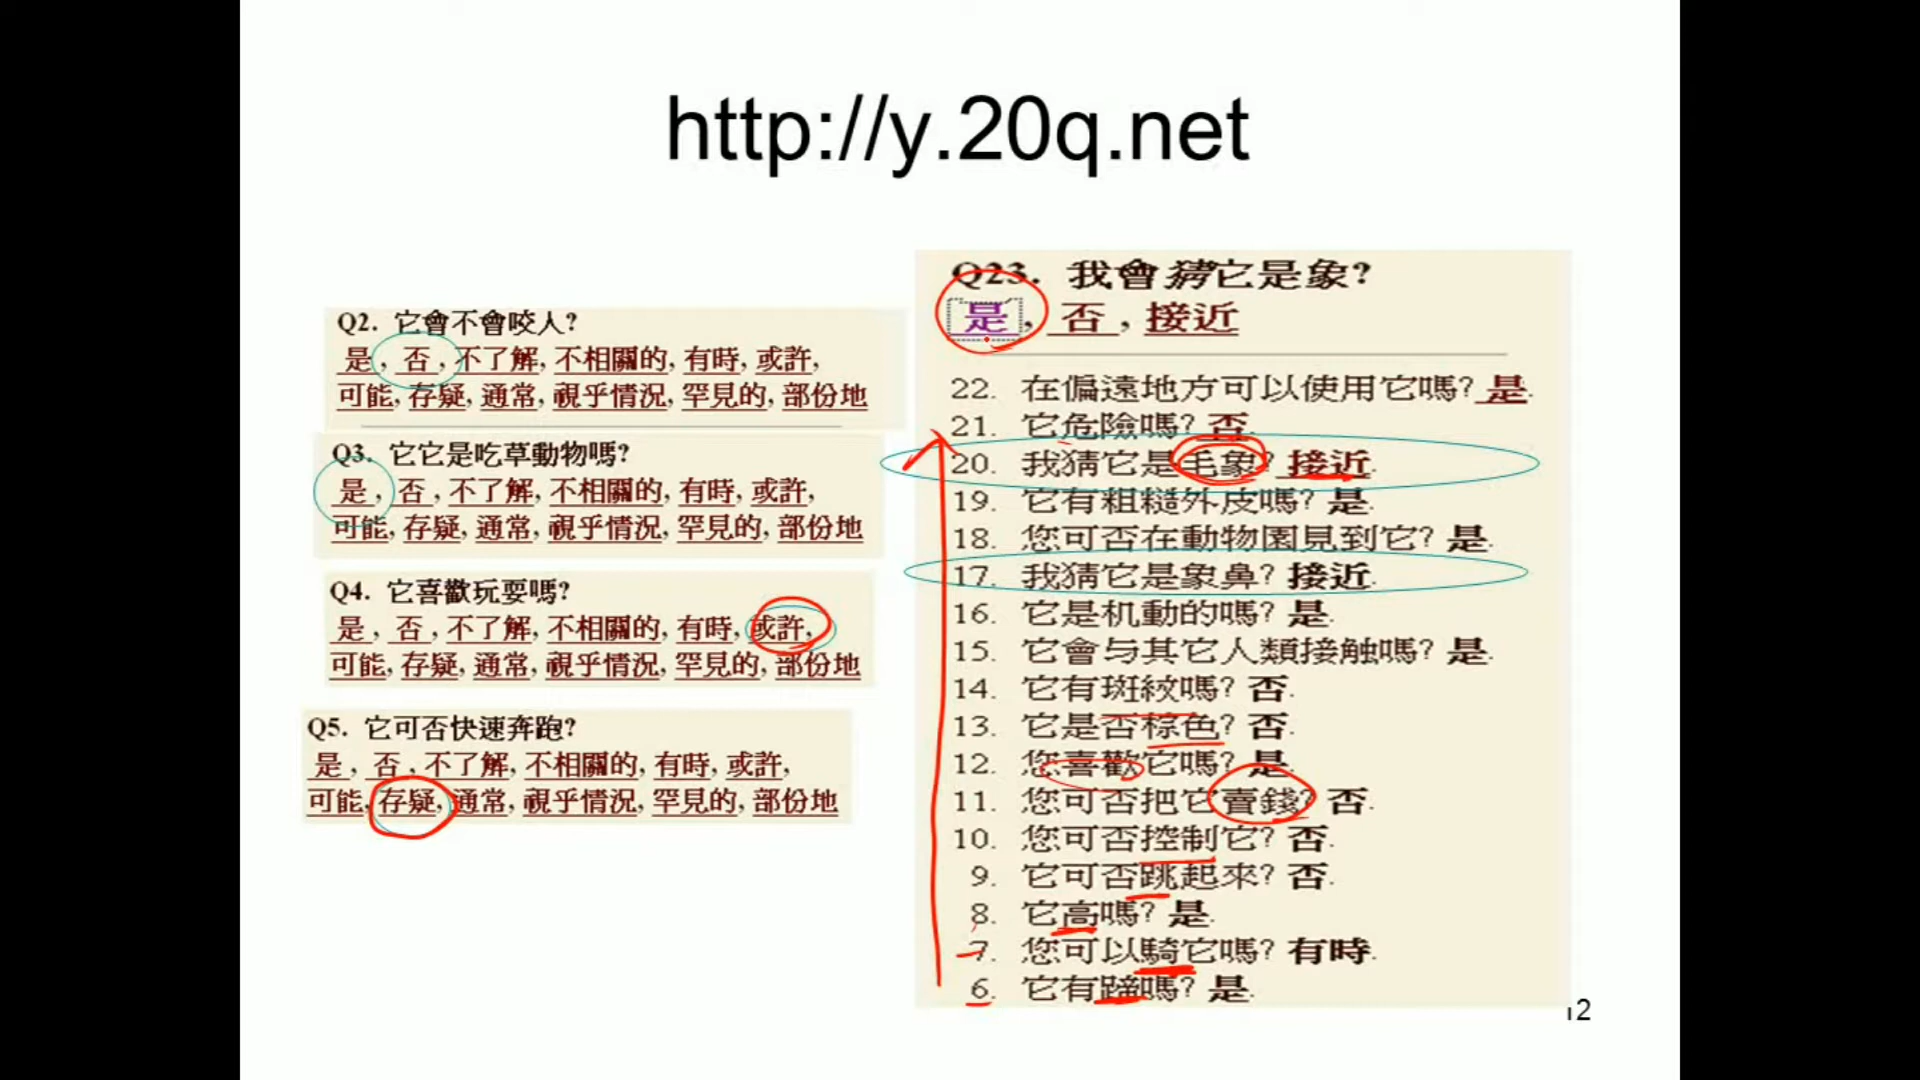 http://y.20q.net
Q2. 它會不會咬人?
是, 否, 不了解, 不相關的, 有時, 或許,
可能, 存疑, 通常, 視乎情況, 罕見的, 部份地
Q3. 它它是吃草動物嗎?
是, 否, 不了解, 不相關的, 有時, 或許,
可能, 存疑, 通常, 視乎情況, 罕見的, 部份地
Q4. 它喜歡玩耍嗎?
是, 否, 不了解, 不相關的, 有時, 或許,
可能, 存疑, 通常, 視乎情況, 罕見的, 部份地
Q5. 它可否快速奔跑?
是, 否, 不了解, 不相關的, 有時, 或許,
可能, 存疑, 通常, 視乎情況, 罕見的, 部份地
Q23. 我會猜它是象?
是, 否, 接近
22. 在偏遠地方可以使用它嗎? 是.
21. 它危險嗎? 否.
20. 我猜它是毛象? 接近.
19. 它有粗糙外皮嗎? 是.
18. 您可否在動物園見到它? 是.
17. 我猜它是象鼻? 接近.
16. 它是机動的嗎? 是.
15. 它會与其它人類接触嗎? 是.
14. 它有斑紋嗎? 否.
13. 它是否棕色? 否.
12. 您喜歡它嗎? 是.
11. 您可否把它賣錢? 否.
10. 您可否控制它? 否.
9. 它可否跳起來? 否.
8. 它高嗎? 是.
7. 您可以騎它嗎? 有時.
6. 它有蹄嗎? 是.
12